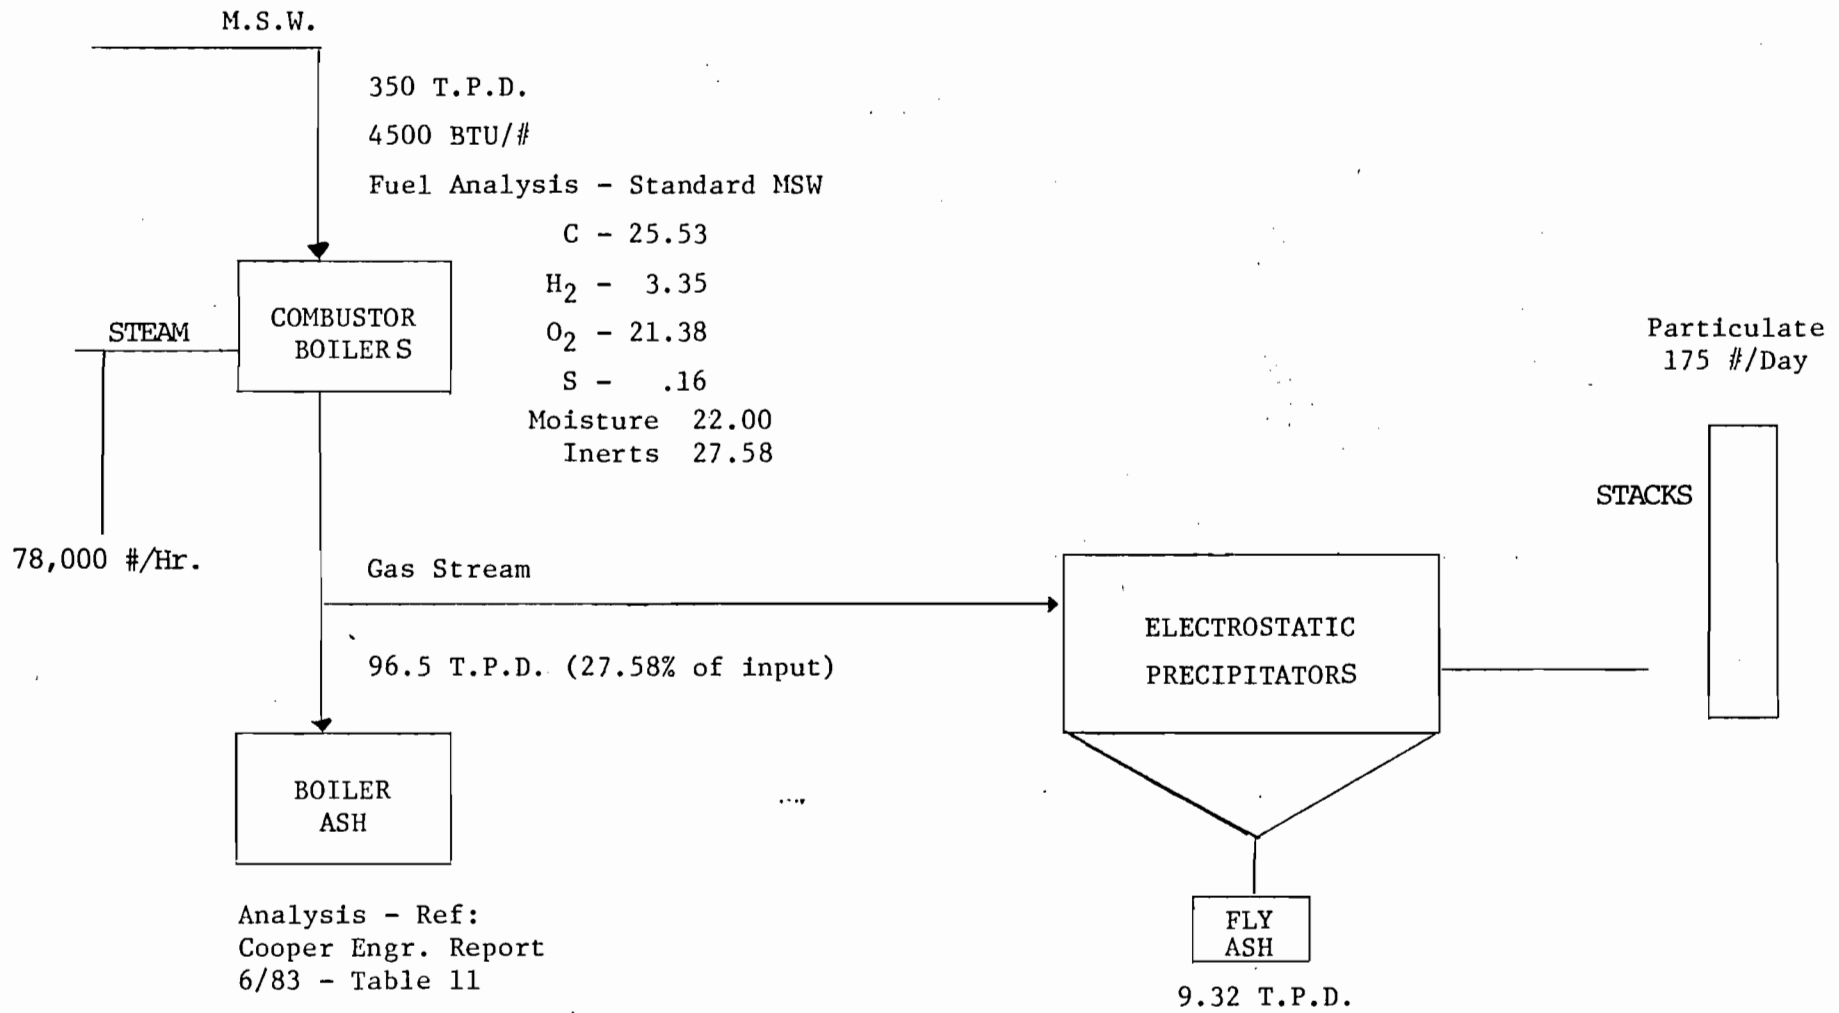 M.S.W.
350 T.P.D.
4500 BTU/#
Fuel Analysis - Standard MSW
C - 25.53
H2 - 3.35
O2 - 21.38
S - .16
Moisture 22.00
Inerts 27.58
COMBUSTOR
BOILERS
STEAM
78,000 #/Hr.
Gas Stream
96.5 T.P.D. (27.58% of input)
BOILER
ASH
Analysis - Ref:
Cooper Engr. Report
6/83 - Table 11
ELECTROSTATIC
PRECIPITATORS
FLY
ASH
9.32 T.P.D.
Particulate
175 #/Day
STACKS